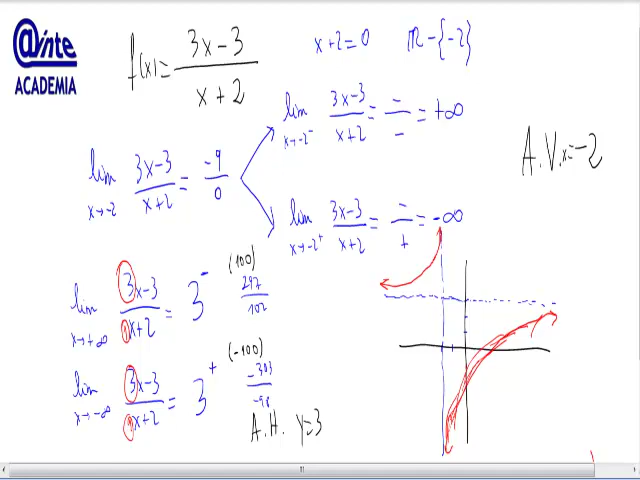 @inte
ACADEMIA
f(x) = 3x-3 / x+2
x+2=0 ℝ-{-2}
lim x→-2 3x-3 / x+2 = -9 / 0
lim x→-2⁻ 3x-3 / x+2 = - / - = +∞
lim x→-2⁺ 3x-3 / x+2 = - / + = -∞
A.V. x=-2
lim x→+∞ 3x-3 / 1x+2 = 3⁻ (100) 297 / 102
lim x→-∞ 3x-3 / 1x+2 = 3⁺ (-100) -303 / -98
A.H. y=3